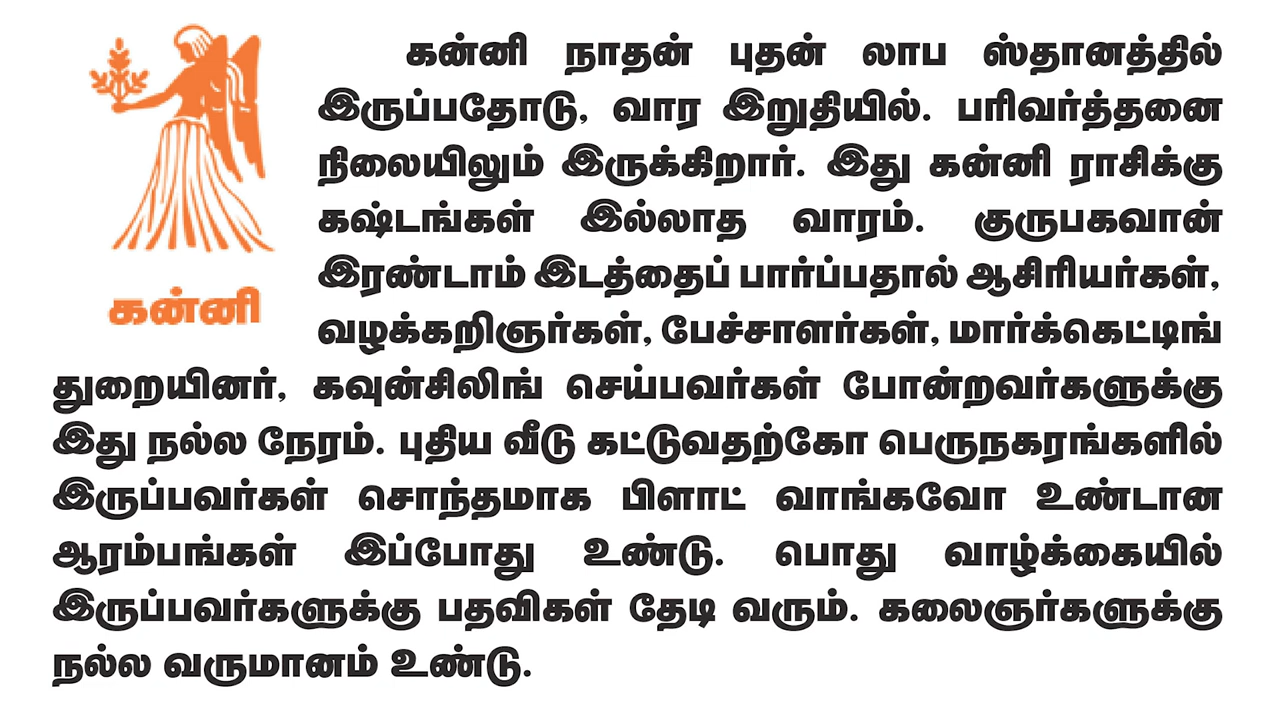 கன்னி நாதன் புதன் லாப ஸ்தானத்தில்
இருப்பதோடு, வார இறுதியில். பரிவர்த்தனை
நிலையிலும் இருக்கிறார். இது கன்னி ராசிக்கு
கஷ்டங்கள் இல்லாத வாரம். குருபகவான்
இரண்டாம் இடத்தைப் பார்ப்பதால் ஆசிரியர்கள்,
வழக்கறிஞர்கள், பேச்சாளர்கள், மார்க்கெட்டிங்
துறையினர், கவுன்சிலிங் செய்பவர்கள் போன்றவர்களுக்கு
இது நல்ல நேரம். புதிய வீடு கட்டுவதற்கோ பெருநகரங்களில்
இருப்பவர்கள் சொந்தமாக பிளாட் வாங்கவோ உண்டான
ஆரம்பங்கள் இப்போது உண்டு. பொது வாழ்க்கையில்
இருப்பவர்களுக்கு பதவிகள் தேடி வரும். கலைஞர்களுக்கு
நல்ல வருமானம் உண்டு.
கன்னி